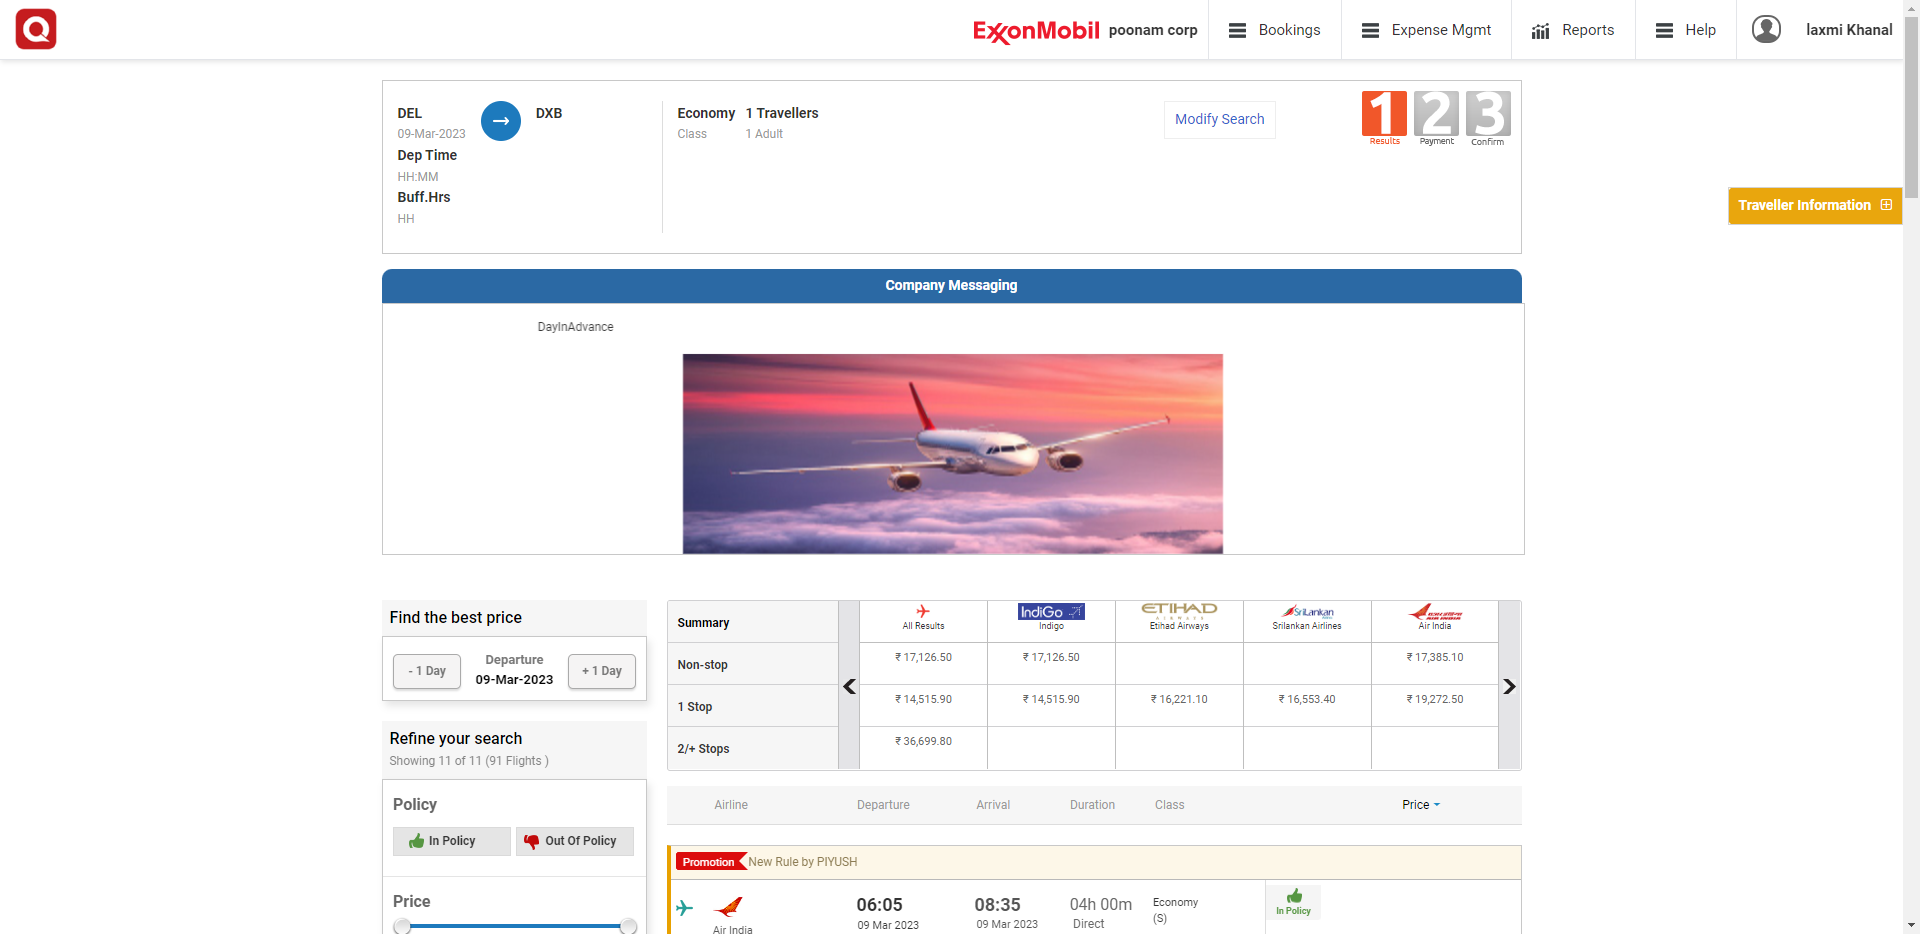 Q
ExxonMobil poonam corp Bookings Expense Mgmt Reports Help laxmi Khanal
DEL DXB Economy 1 Travellers Modify Search 1 2 3
09-Mar-2023 Class 1 Adult Results Payment Confirm
Dep Time
HH:MM
Buff.Hrs
HH
Traveller Information
Company Messaging
DayInAdvance
Find the best price
- 1 Day Departure + 1 Day
09-Mar-2023
Refine your search
Showing 11 of 11 (91 Flights )
Policy
In Policy Out Of Policy
Price
Summary All Results IndiGo Indigo ETIHAD AIRWAYS Etihad Airways SriLankan Srilankan Airlines AIR INDIA Air India
Non-stop ₹ 17,126.50 ₹ 17,126.50 ₹ 17,385.10
1 Stop ₹ 14,515.90 ₹ 14,515.90 ₹ 16,221.10 ₹ 16,553.40 ₹ 19,272.50
2/+ Stops ₹ 36,699.80
Airline Departure Arrival Duration Class Price
Promotion New Rule by PIYUSH
06:05 08:35 04h 00m Economy
09 Mar 2023 09 Mar 2023 Direct (S) In Policy
Air India